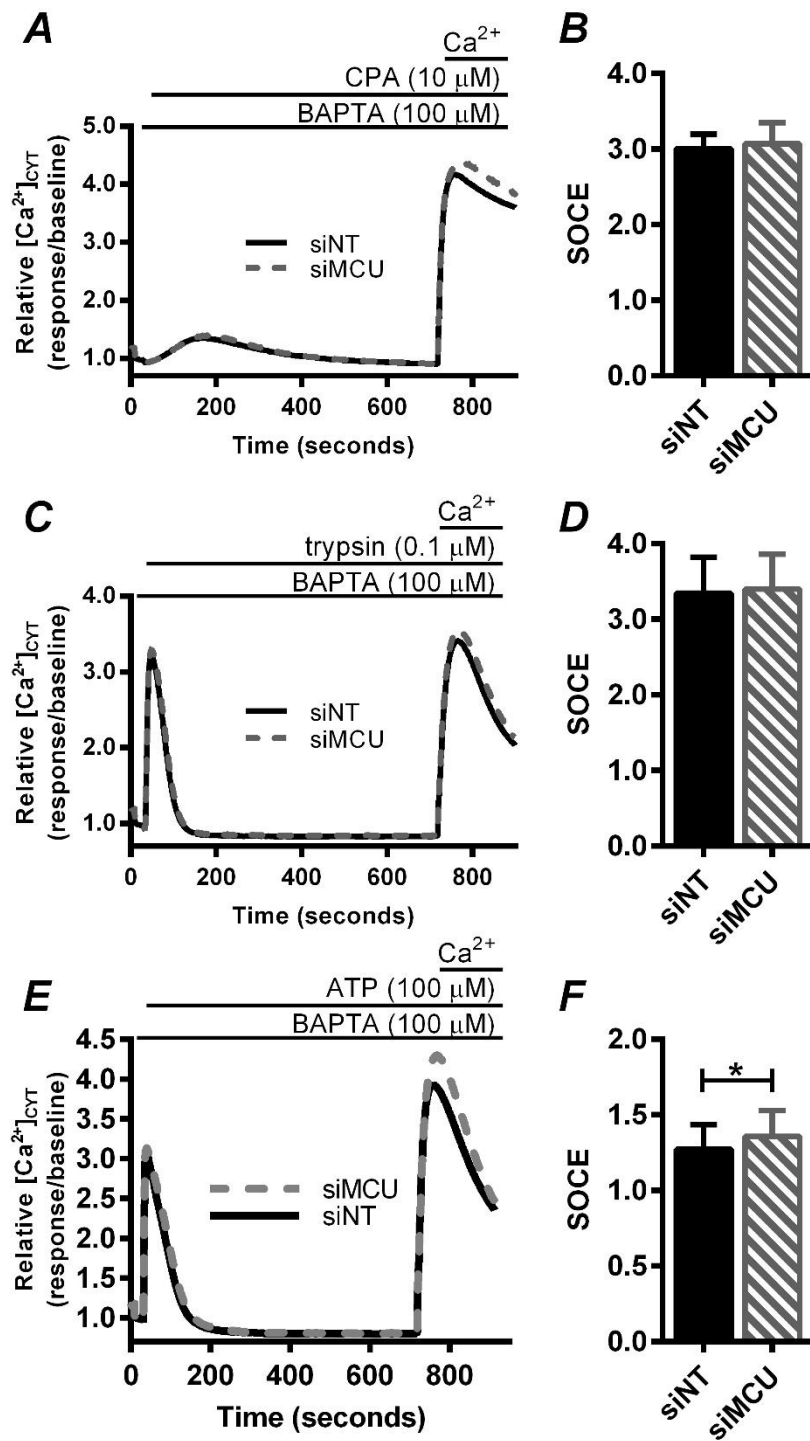 A
Ca²⁺
CPA (10 µM)
BAPTA (100 µM)
Relative [Ca²⁺]CYT
(response/baseline)
5.0
4.0
3.0
2.0
1.0
siNT
siMCU
0 200 400 600 800
Time (seconds)
B
SOCE
4.0
3.0
2.0
1.0
0.0
siNT
siMCU
C
Ca²⁺
trypsin (0.1 µM)
BAPTA (100 µM)
Relative [Ca²⁺]CYT
(response/baseline)
4.0
3.0
2.0
1.0
siNT
siMCU
0 200 400 600 800
Time (seconds)
D
SOCE
4.0
3.0
2.0
1.0
0.0
siNT
siMCU
E
Ca²⁺
ATP (100 µM)
BAPTA (100 µM)
Relative [Ca²⁺]CYT
(response/baseline)
4.5
4.0
3.5
3.0
2.5
2.0
1.5
1.0
siMCU
siNT
0 200 400 600 800
Time (seconds)
F
SOCE
2.0
1.5
1.0
0.5
0.0
*
siNT
siMCU